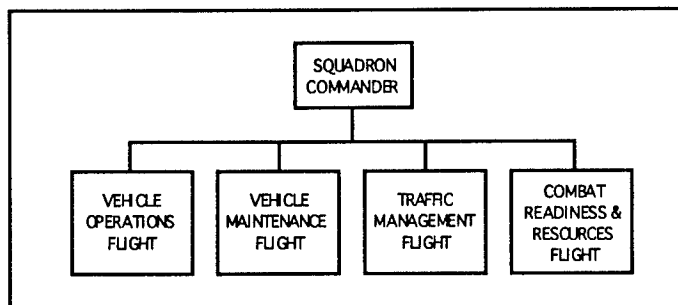 SQUADRON
COMMANDER
VEHICLE
OPERATIONS
FLIGHT
VEHICLE
MAINTENANCE
FLIGHT
TRAFFIC
MANAGEMENT
FLIGHT
COMBAT
READINESS &
RESOURCES
FLIGHT